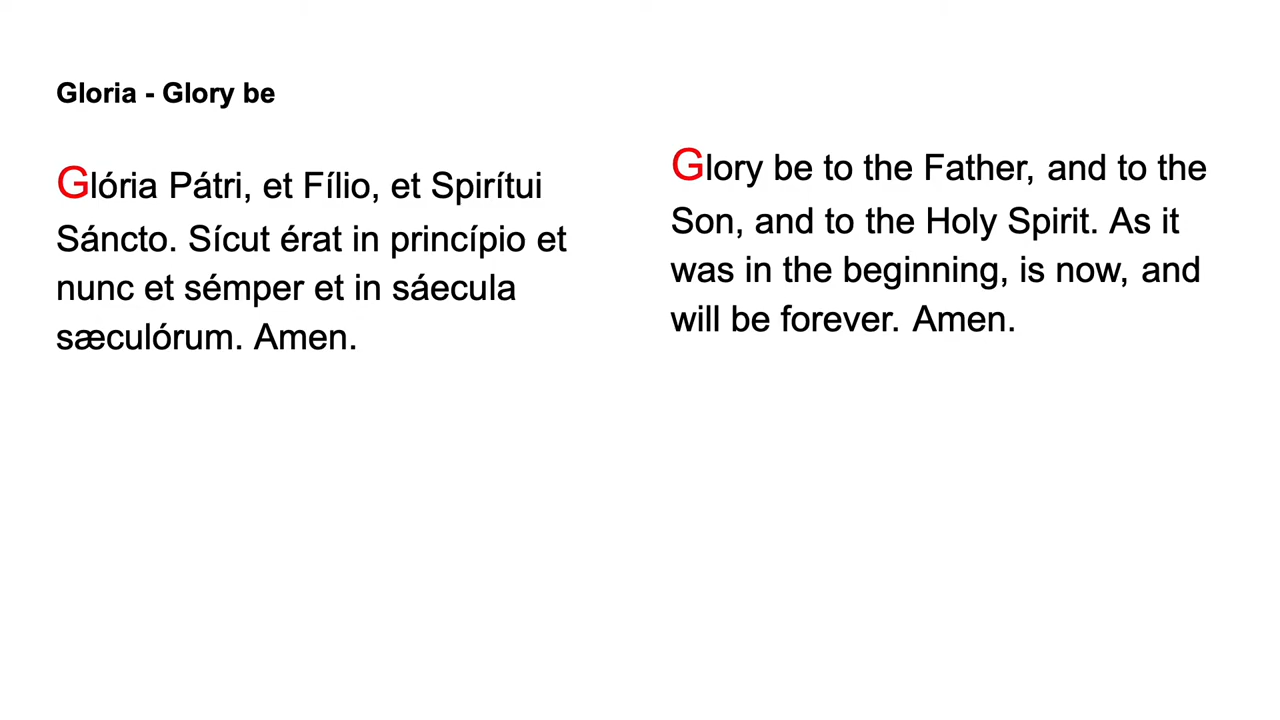 Gloria - Glory be
Glória Pátri, et Fílio, et Spirítui
Sáncto. Sícut érat in princípio et
nunc et sémper et in sáecula
sæculórum. Amen.
Glory be to the Father, and to the
Son, and to the Holy Spirit. As it
was in the beginning, is now, and
will be forever. Amen.